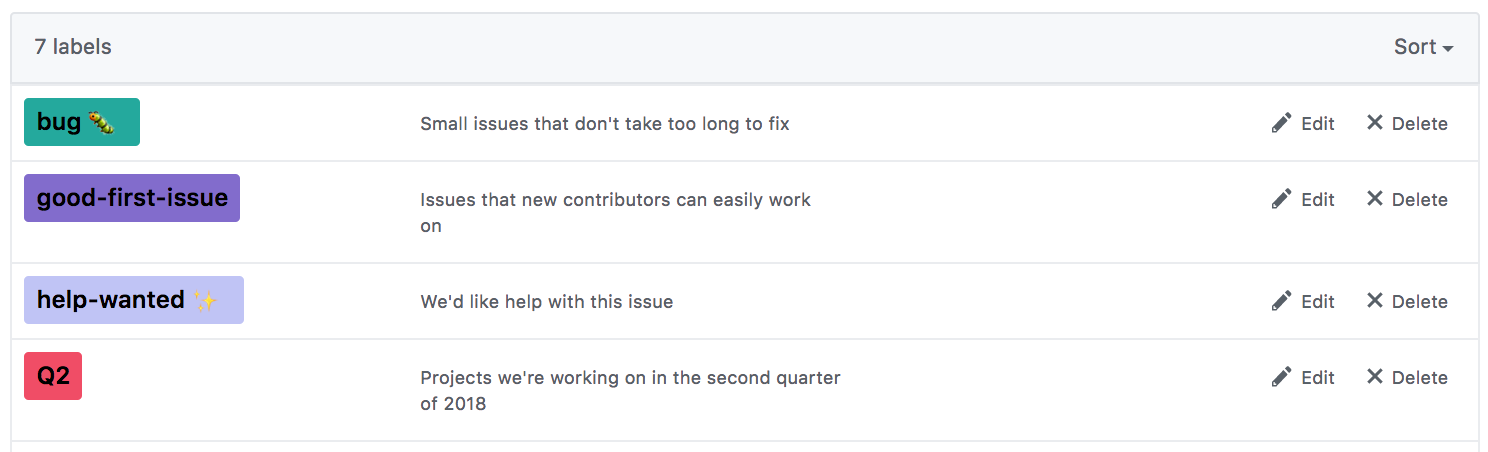 7 labels Sort
bug 🐛 Small issues that don't take too long to fix Edit Delete
good-first-issue Issues that new contributors can easily work Edit Delete
on
help-wanted ✨ We'd like help with this issue Edit Delete
Q2 Projects we're working on in the second quarter Edit Delete
of 2018